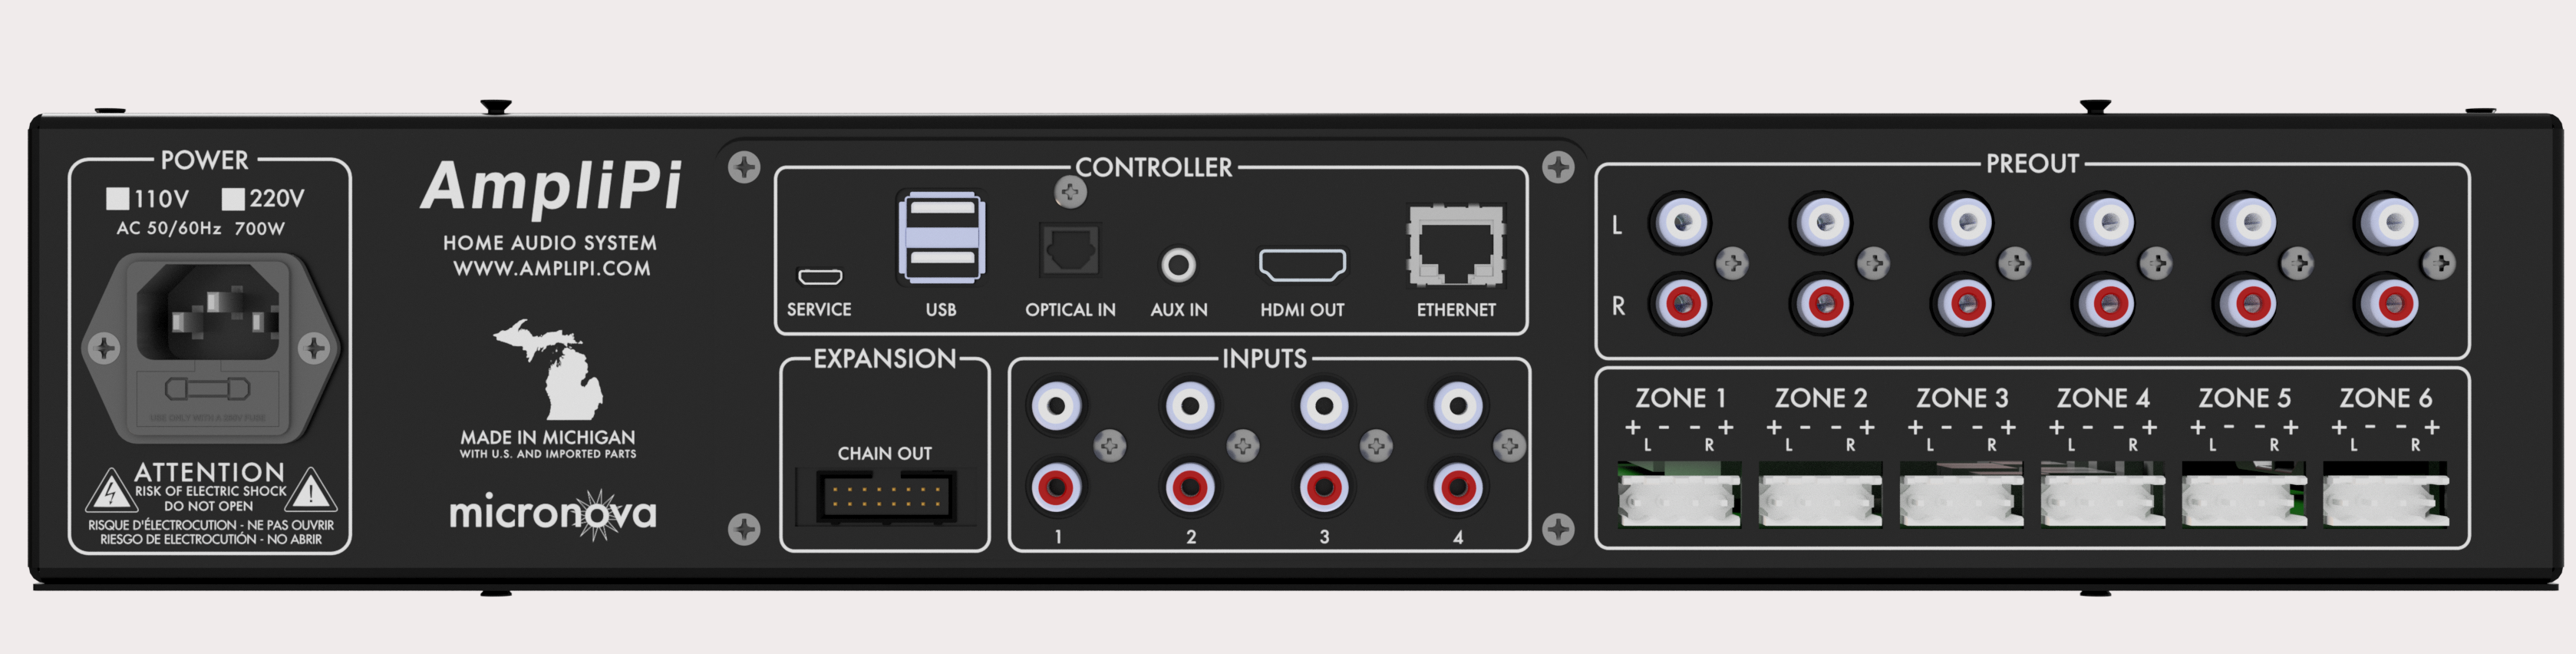 POWER
110V 220V
AC 50/60Hz 700W
ATTENTION
RISK OF ELECTRIC SHOCK
DO NOT OPEN
RISQUE D'ÉLECTROCUTION - NE PAS OUVRIR
RIESGO DE ELECTROCUTIÓN - NO ABRIR
AmpliPi
HOME AUDIO SYSTEM
WWW.AMPLIPI.COM
MADE IN MICHIGAN
WITH U.S. AND IMPORTED PARTS
micronova
CONTROLLER
SERVICE USB OPTICAL IN AUX IN HDMI OUT ETHERNET
EXPANSION
CHAIN OUT
INPUTS
1 2 3 4
PREOUT
L
R
ZONE 1 ZONE 2 ZONE 3 ZONE 4 ZONE 5 ZONE 6
+ - - + + - - + + - - + + - - + + - - + + - - +
L R L R L R L R L R L R